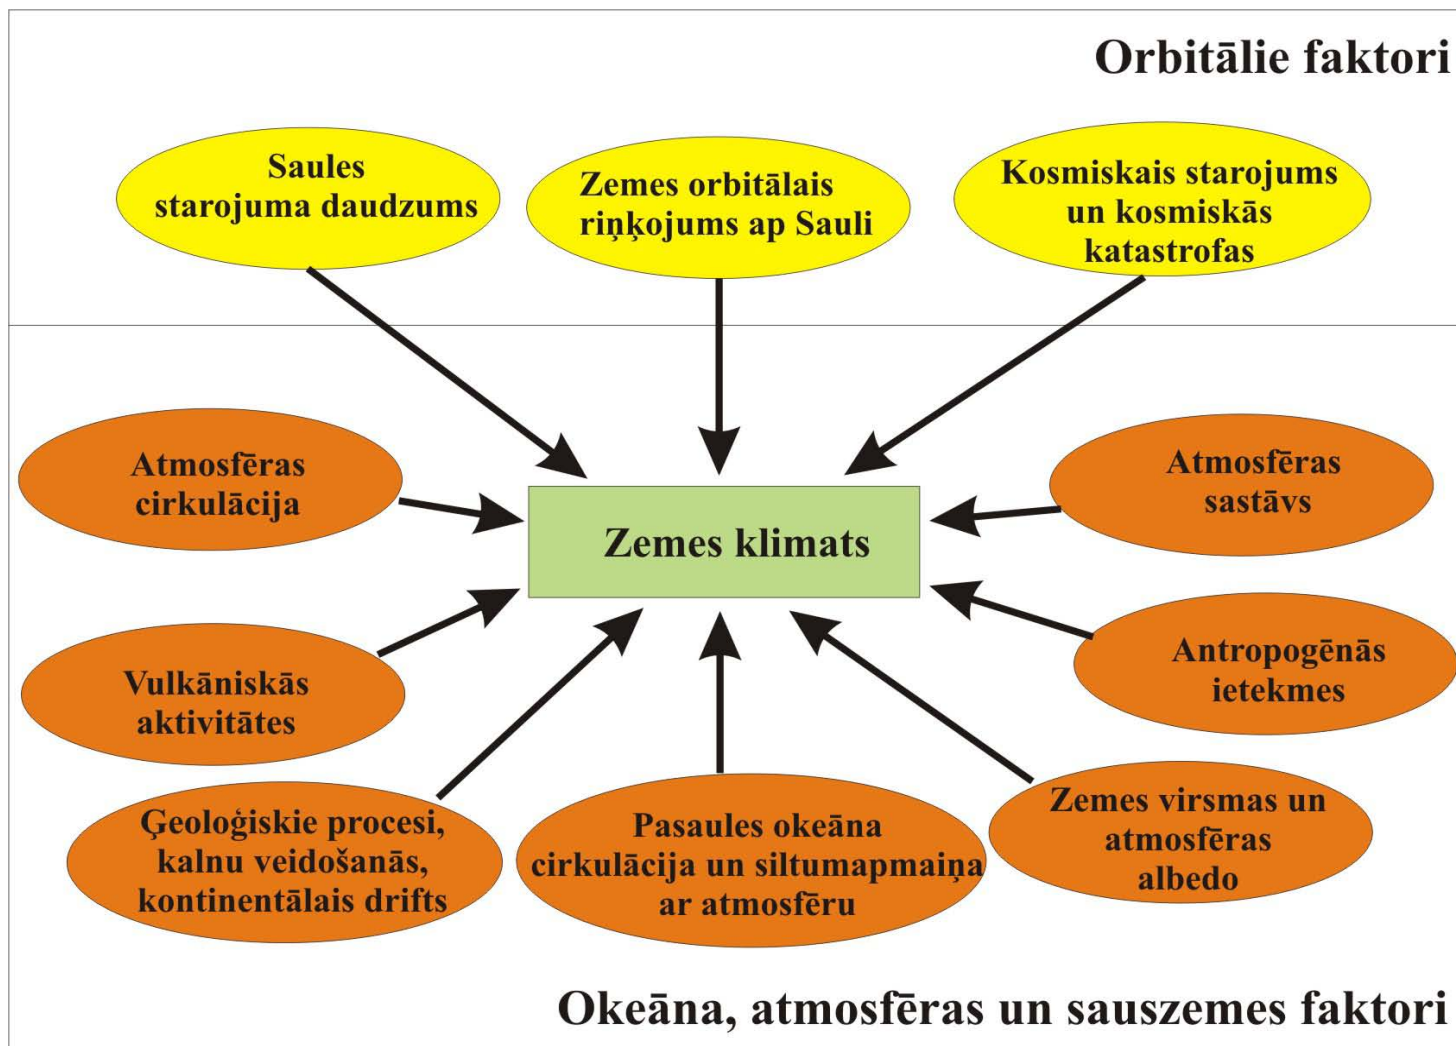 Orbitālie faktori
Saules
starojuma daudzums
Zemes orbitālais
riņķojums ap Sauli
Kosmiskais starojums
un kosmiskās
katastrofas
Atmosfēras
cirkulācija
Atmosfēras
sastāvs
Zemes klimats
Vulkāniskās
aktivitātes
Antropogēnās
ietekmes
Ģeoloģiskie procesi,
kalnu veidošanās,
kontinentālais drifts
Pasaules okeāna
cirkulācija un siltumapmaiņa
ar atmosfēru
Zemes virsmas un
atmosfēras
albedo
Okeāna, atmosfēras un sauszemes faktori